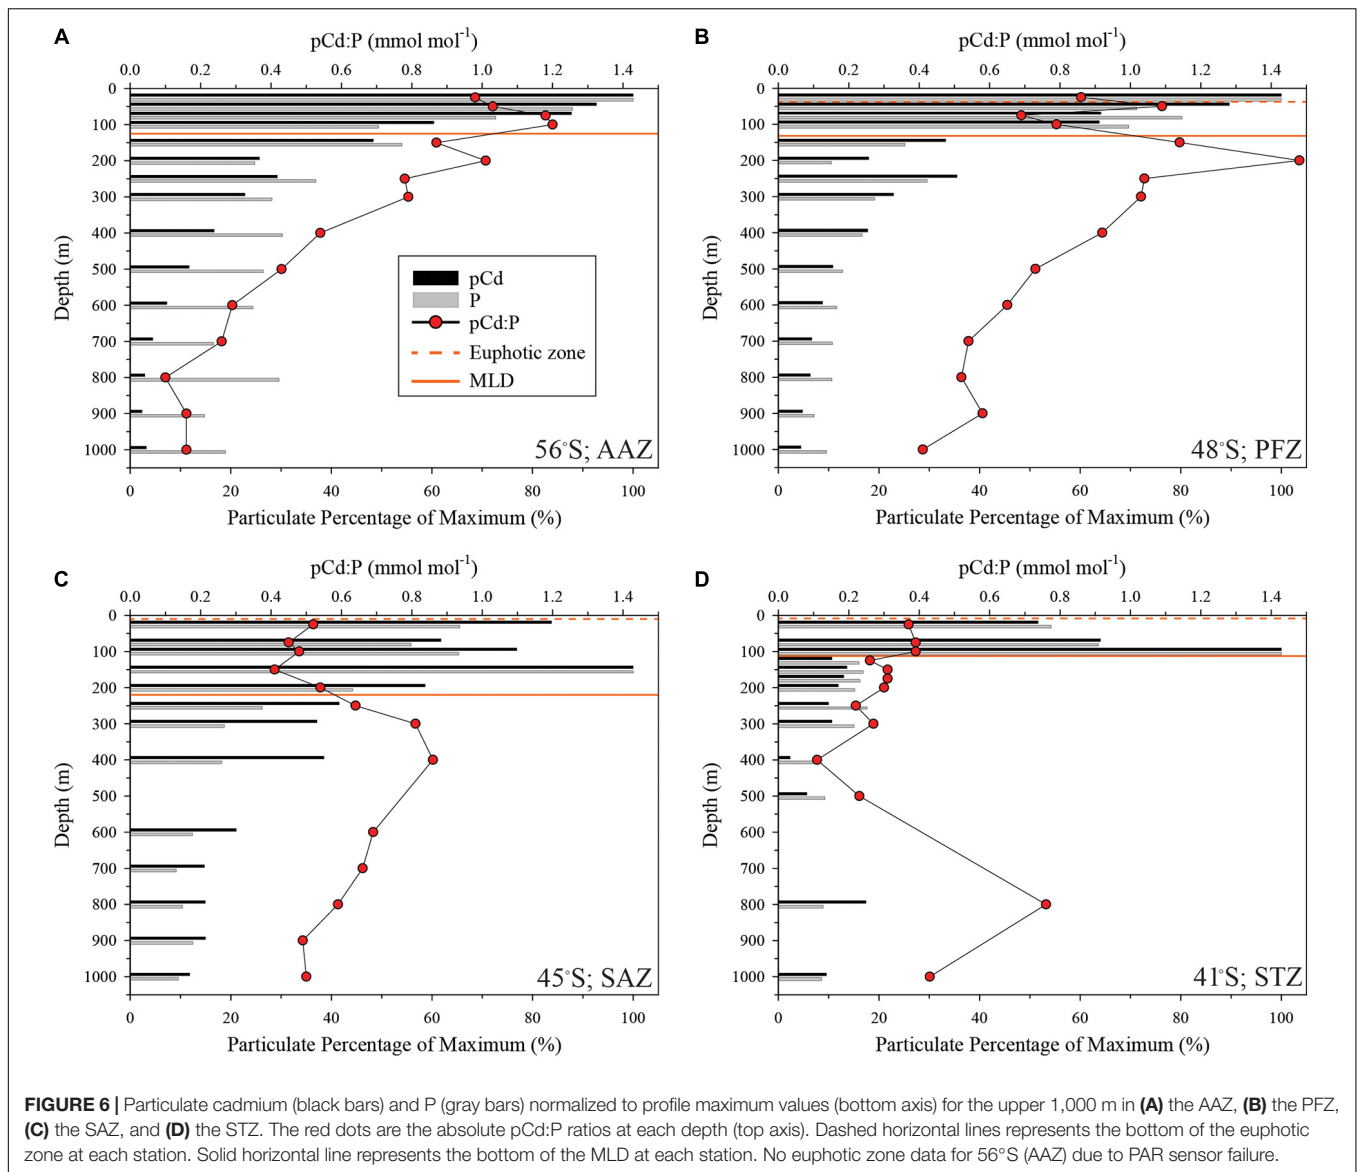 A
pCd:P (mmol mol-1)
0.0 0.2 0.4 0.6 0.8 1.0 1.2 1.4
0
100
200
300
400
500
600
700
800
900
1000
Depth (m)
pCd
P
pCd:P
Euphotic zone
MLD
56°S; AAZ
0 20 40 60 80 100
Particulate Percentage of Maximum (%)
B
pCd:P (mmol mol-1)
0.0 0.2 0.4 0.6 0.8 1.0 1.2 1.4
0
100
200
300
400
500
600
700
800
900
1000
Depth (m)
48°S; PFZ
0 20 40 60 80 100
Particulate Percentage of Maximum (%)
C
pCd:P (mmol mol-1)
0.0 0.2 0.4 0.6 0.8 1.0 1.2 1.4
0
100
200
300
400
500
600
700
800
900
1000
Depth (m)
45°S; SAZ
0 20 40 60 80 100
Particulate Percentage of Maximum (%)
D
pCd:P (mmol mol-1)
0.0 0.2 0.4 0.6 0.8 1.0 1.2 1.4
0
100
200
300
400
500
600
700
800
900
1000
Depth (m)
41°S; STZ
0 20 40 60 80 100
Particulate Percentage of Maximum (%)
FIGURE 6 | Particulate cadmium (black bars) and P (gray bars) normalized to profile maximum values (bottom axis) for the upper 1,000 m in (A) the AAZ, (B) the PFZ,
(C) the SAZ, and (D) the STZ. The red dots are the absolute pCd:P ratios at each depth (top axis). Dashed horizontal lines represents the bottom of the euphotic
zone at each station. Solid horizontal line represents the bottom of the MLD at each station. No euphotic zone data for 56°S (AAZ) due to PAR sensor failure.